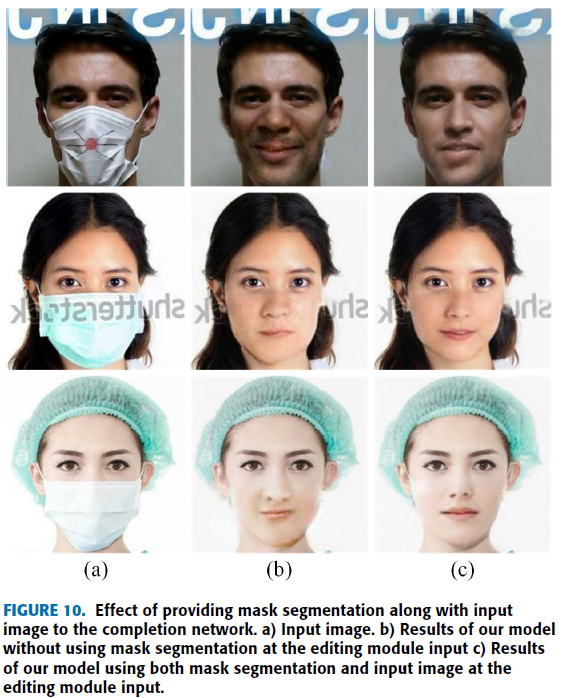 (a)
(b)
(c)
FIGURE 10. Effect of providing mask segmentation along with input
image to the completion network. a) Input image. b) Results of our model
without using mask segmentation at the editing module input c) Results
of our model using both mask segmentation and input image at the
editing module input.